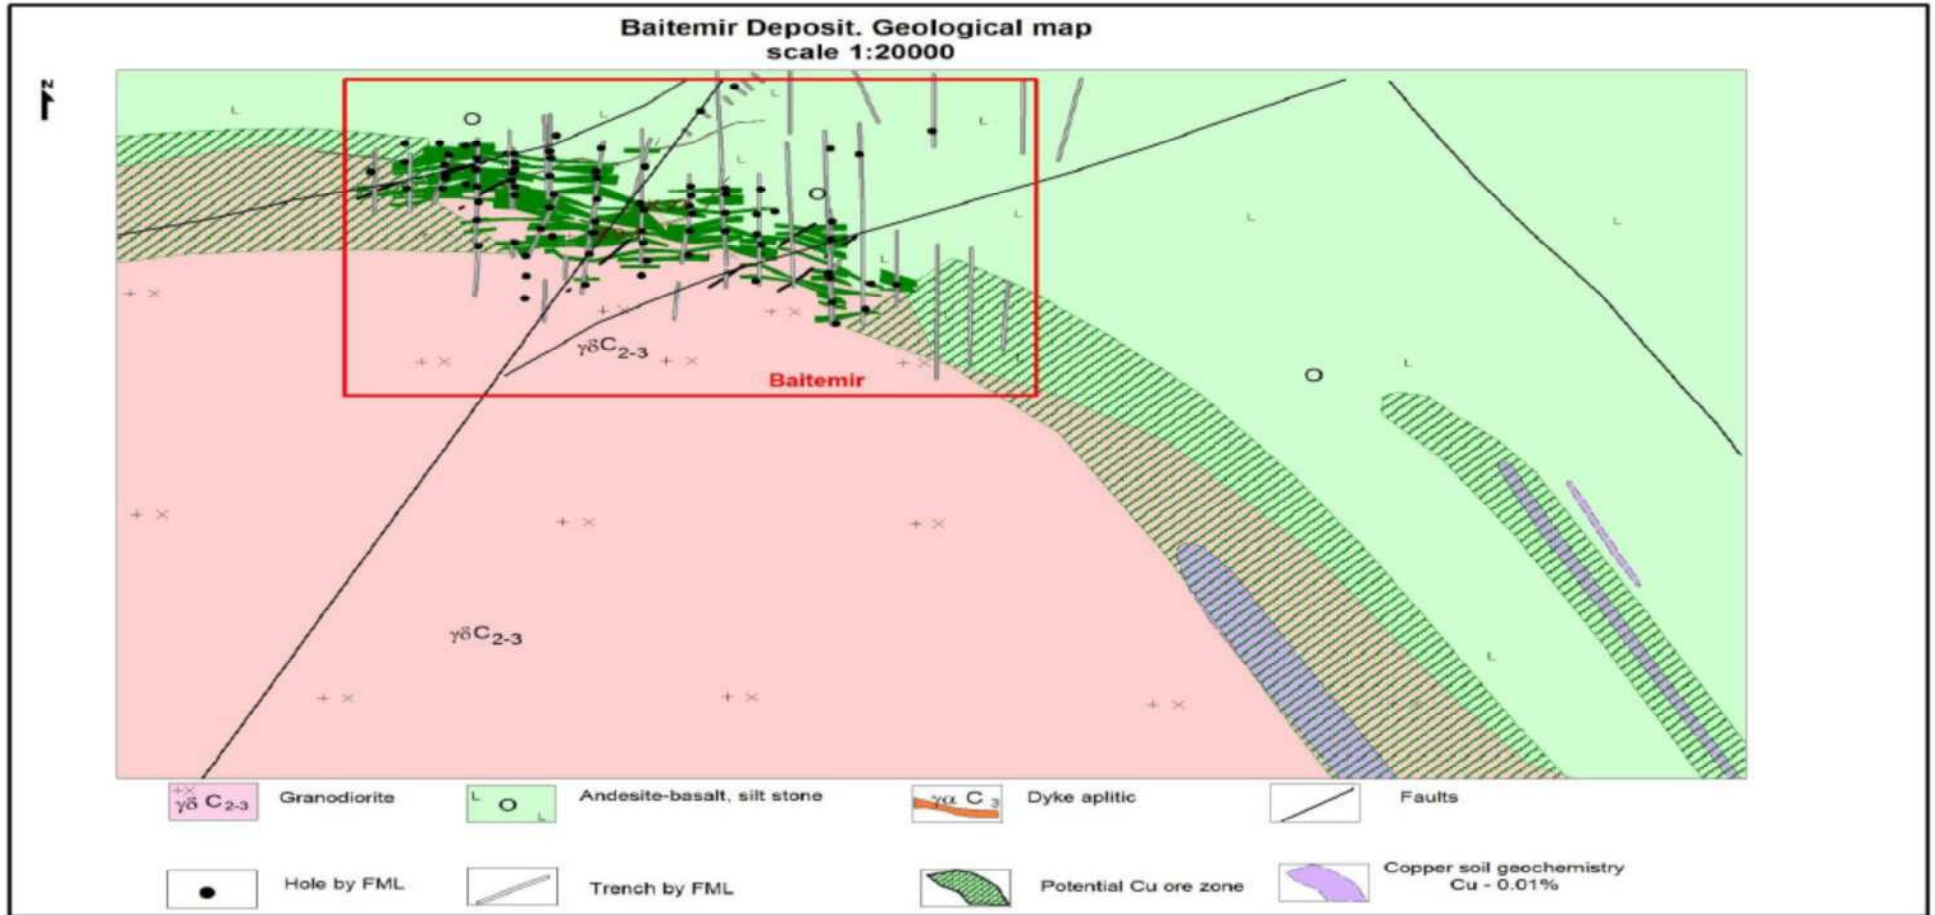 Baitemir Deposit. Geological map
scale 1:20000
N
L
L
L
L
L
L
L
L
L
L
L
L
O
O
O
γδC2-3
Baitemir
γδC2-3
γδ C2-3
Granodiorite
L O L
Andesite-basalt, silt stone
γα C3
Dyke aplitic
Faults
Hole by FML
Trench by FML
Potential Cu ore zone
Copper soil geochemistry
Cu - 0.01%